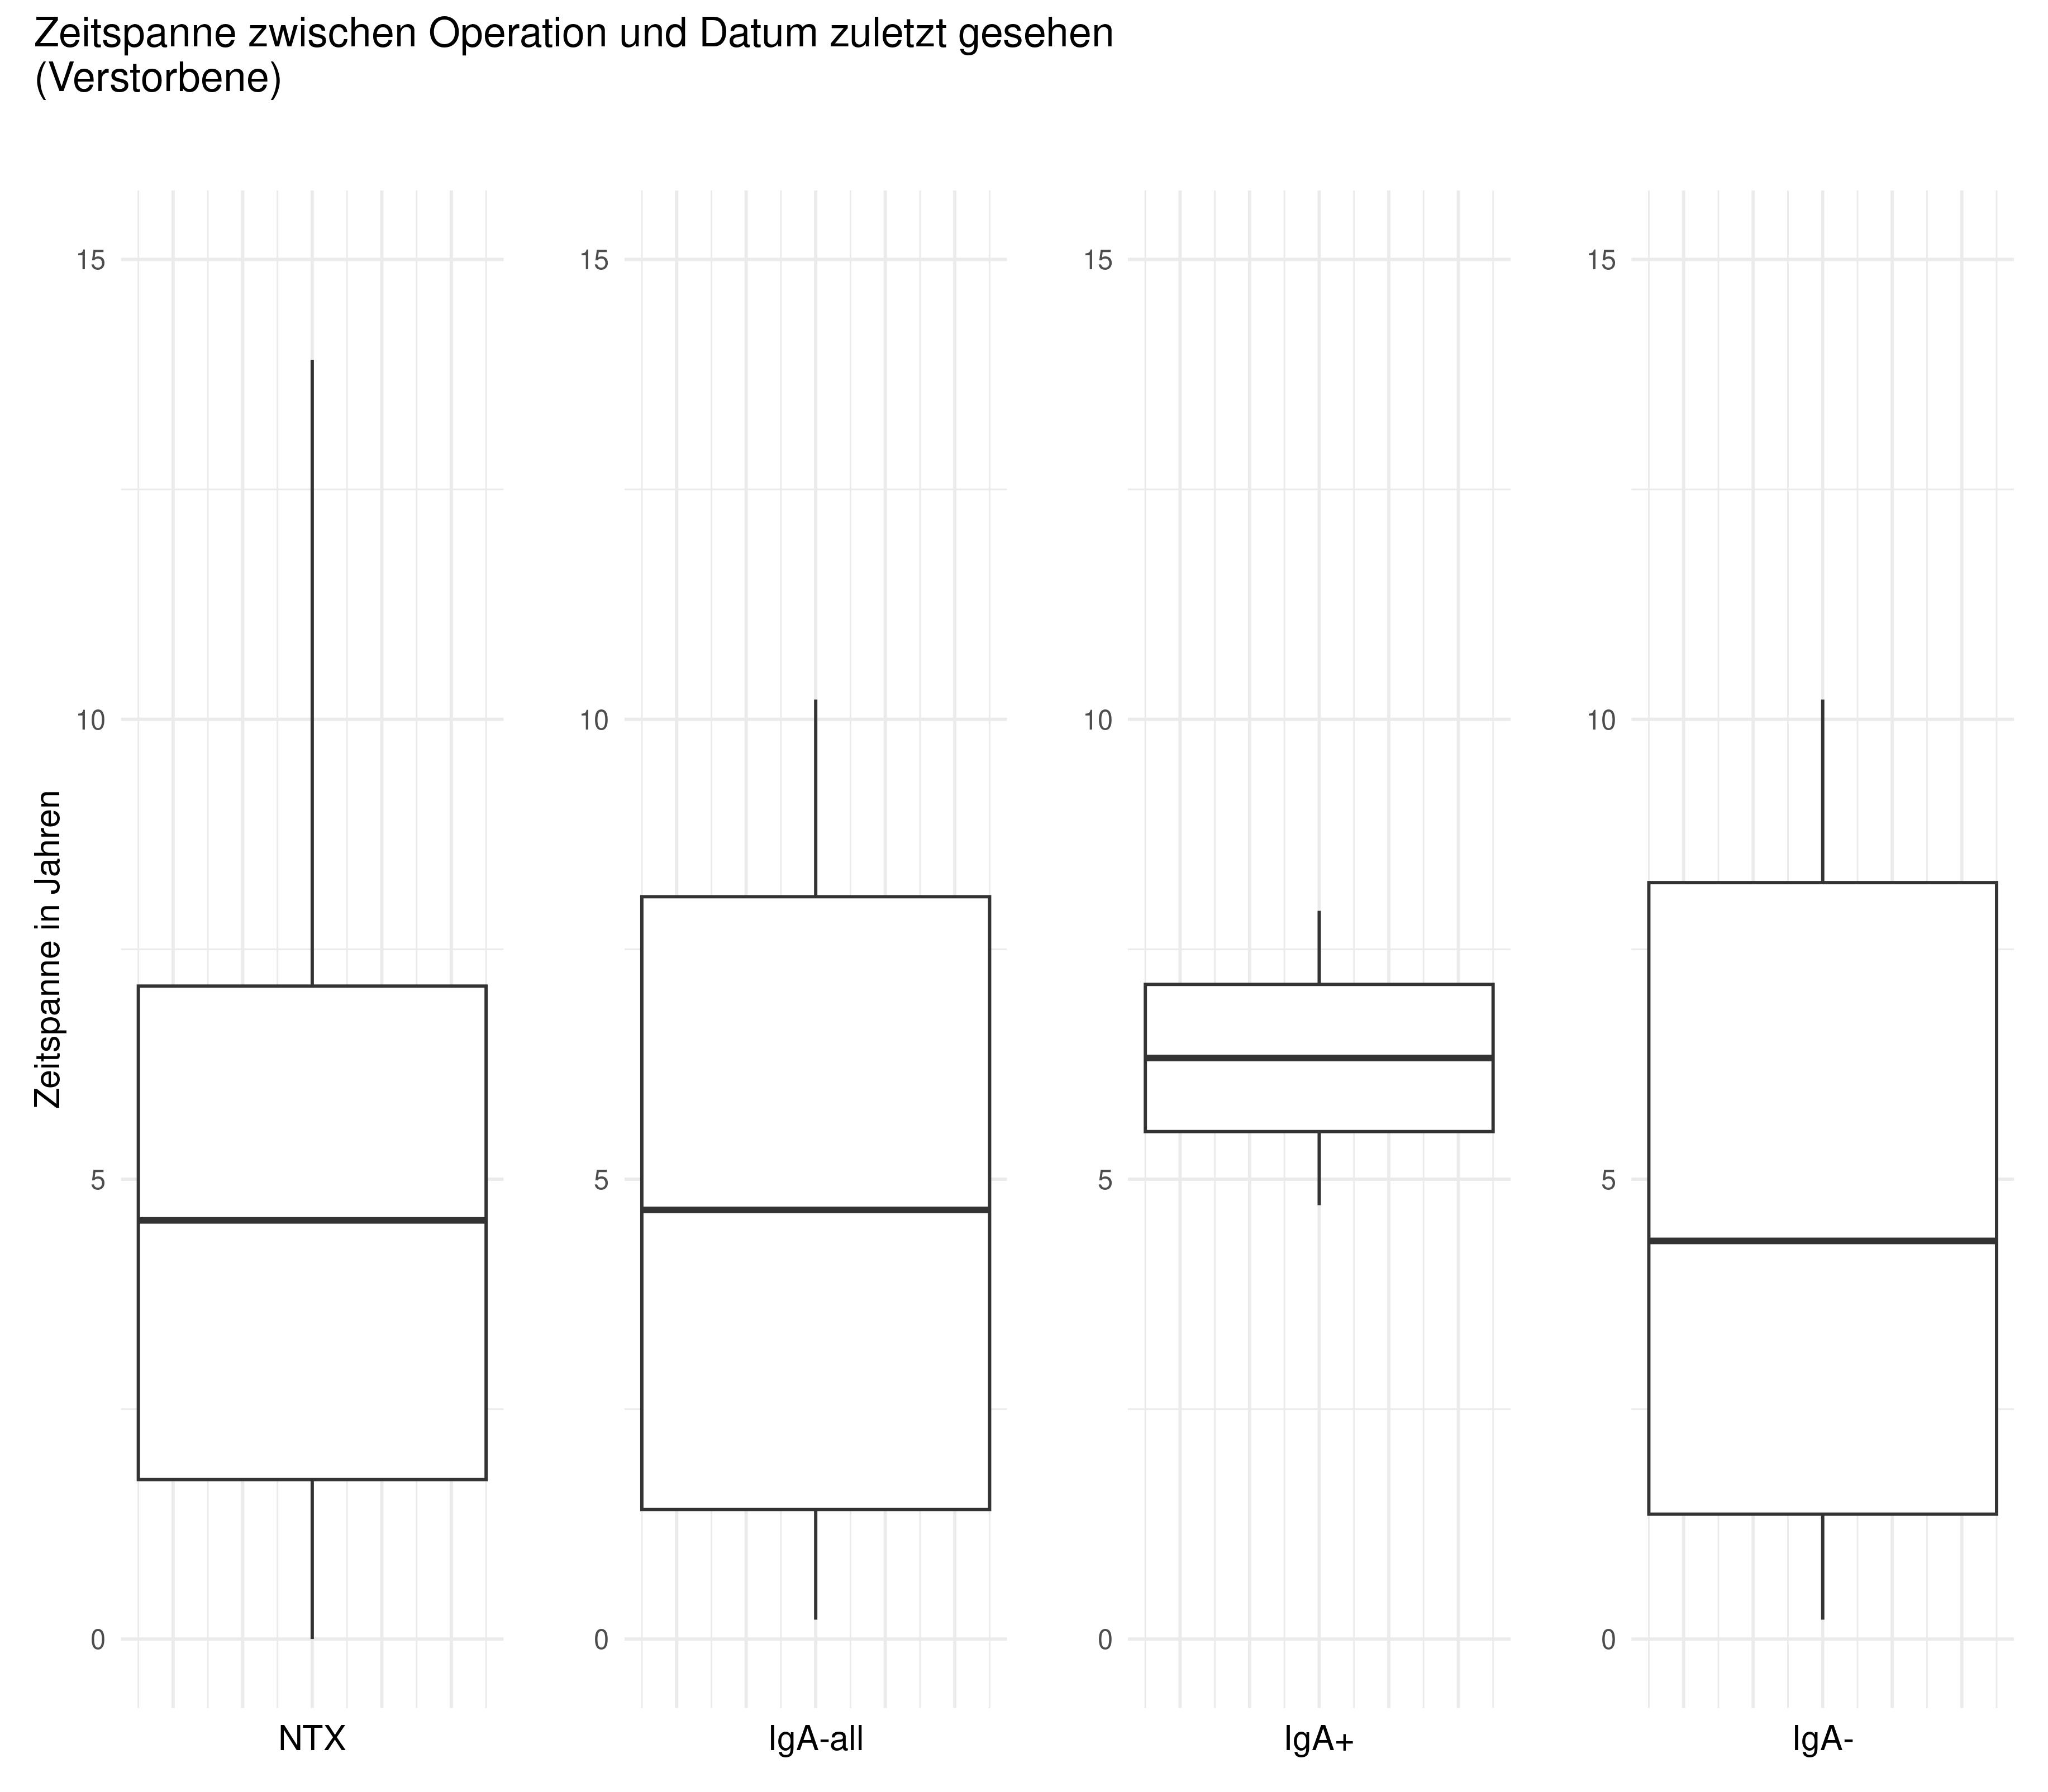 Zeitspanne zwischen Operation und Datum zuletzt gesehen
(Verstorbene)
Zeitspanne in Jahren
15
10
5
0
NTX
15
10
5
0
IgA-all
15
10
5
0
IgA+
15
10
5
0
IgA-